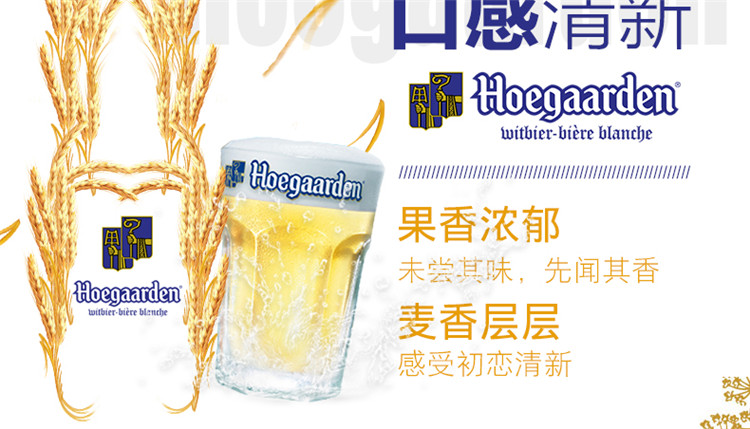 口感清新
Hoegaarden®
witbier-bière blanche
果香浓郁
未尝其味，先闻其香
麦香层层
感受初恋清新
Hoegaarden
Hoegaarden®
witbier-bière blanche